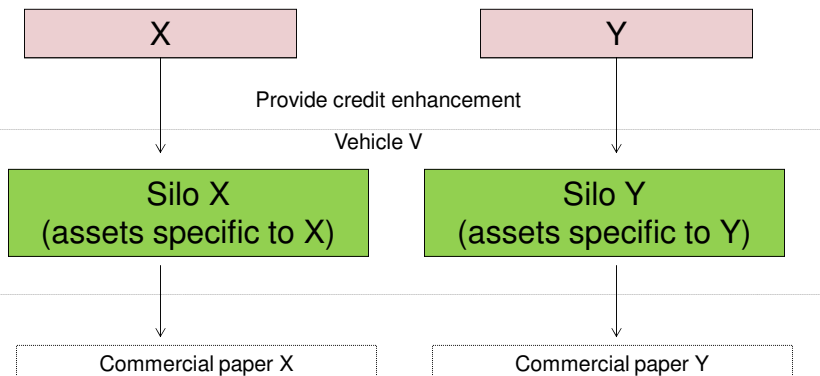 X
Y
Provide credit enhancement
Vehicle V
Silo X
(assets specific to X)
Silo Y
(assets specific to Y)
Commercial paper X
Commercial paper Y